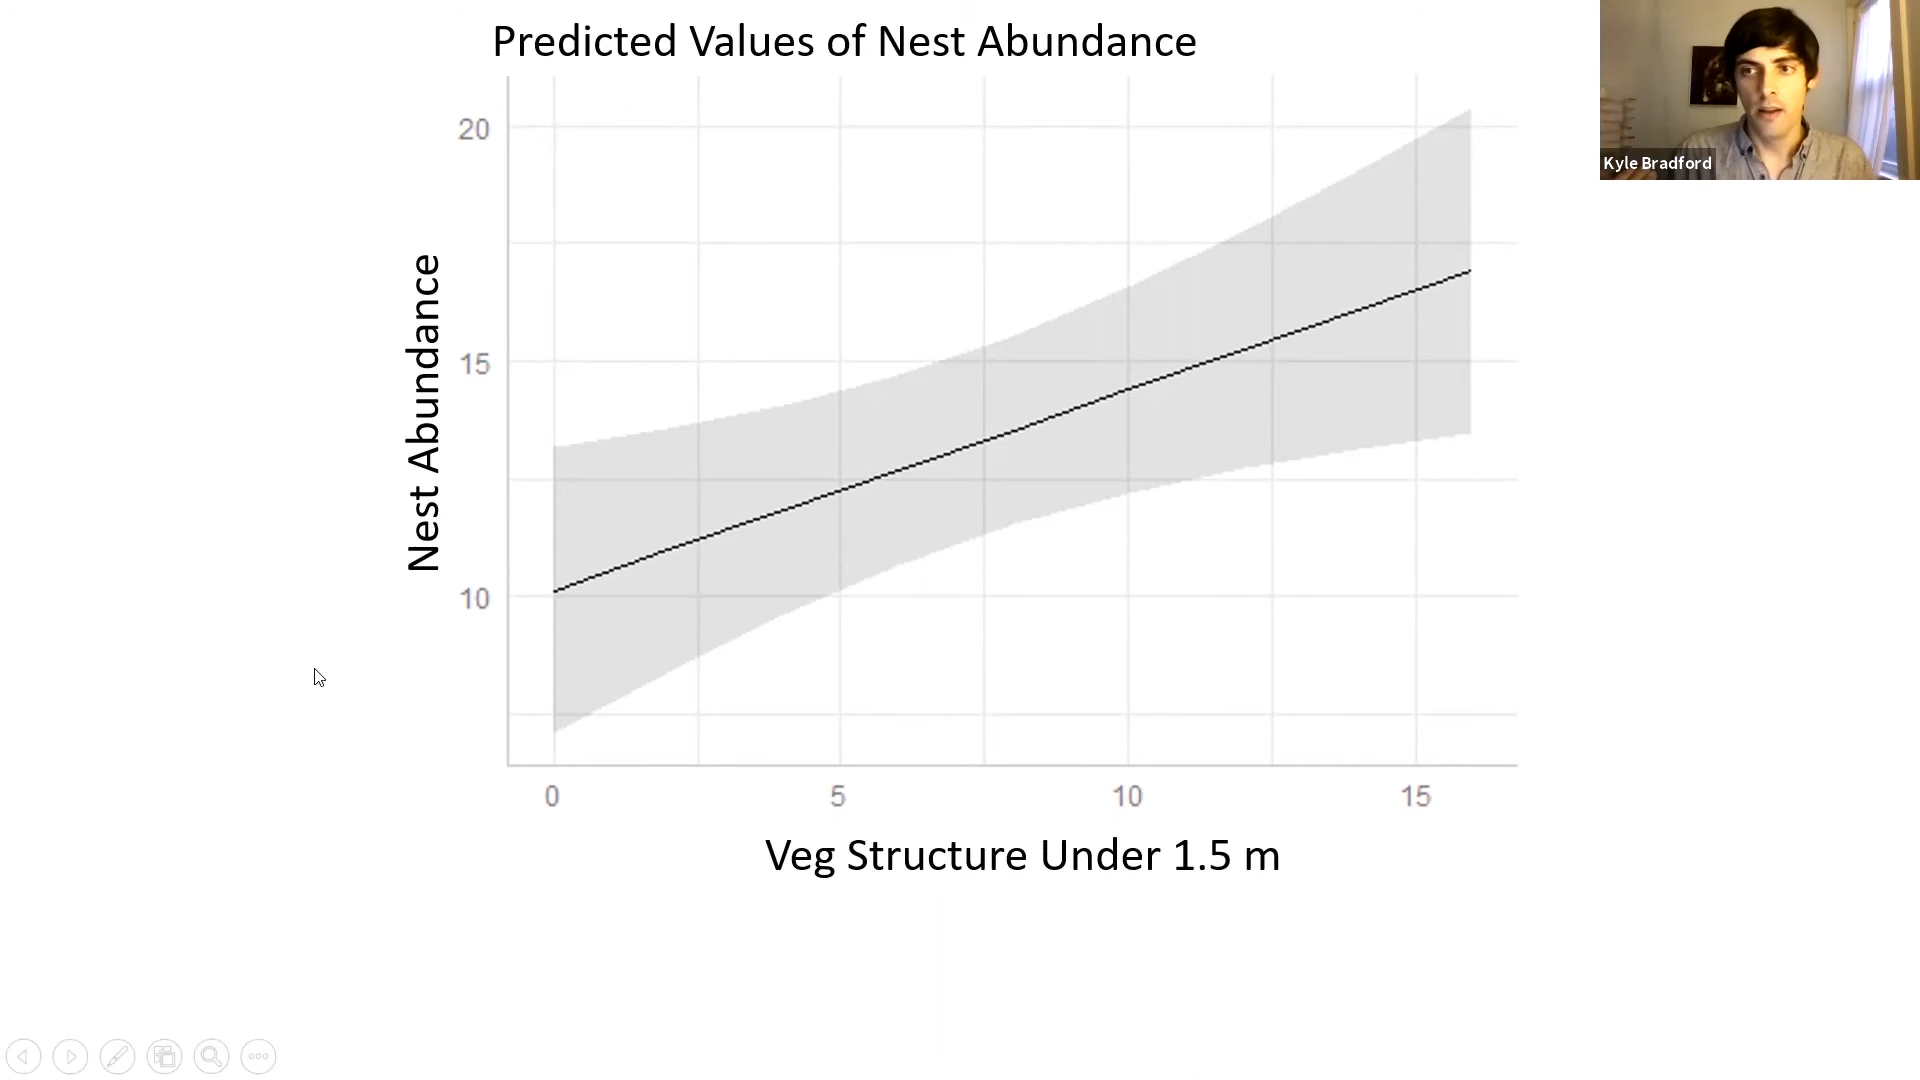 Predicted Values of Nest Abundance
Kyle Bradford
Nest Abundance
20
15
10
0 5 10 15
Veg Structure Under 1.5 m